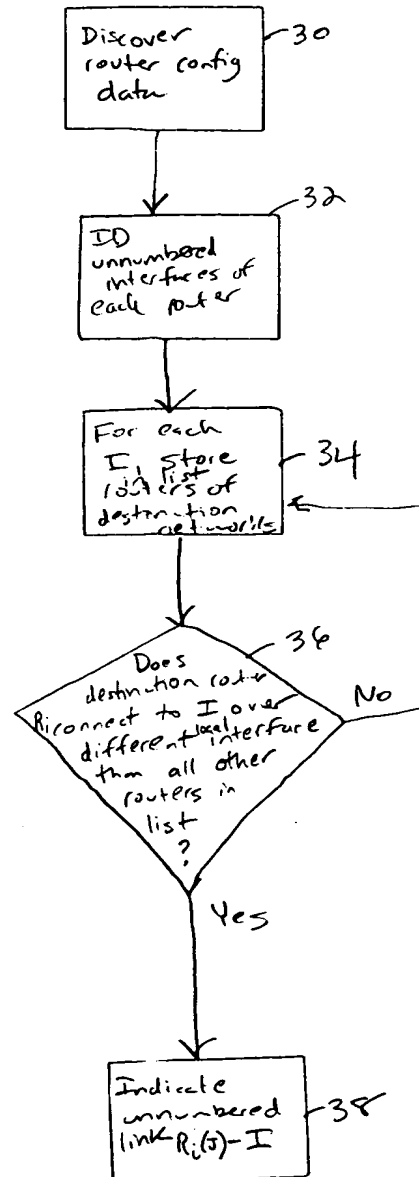 Discover
router config
data
30
32
ID
unnumbered
interfaces of
each router
For each
I, store
in list
routers of
destination
networks
34
36
Does
destination router
Ri connect to I over
different local interface
than all other
routers in
list
?
No
Yes
Indicate
unnumbered
link Ri(J)-I
38